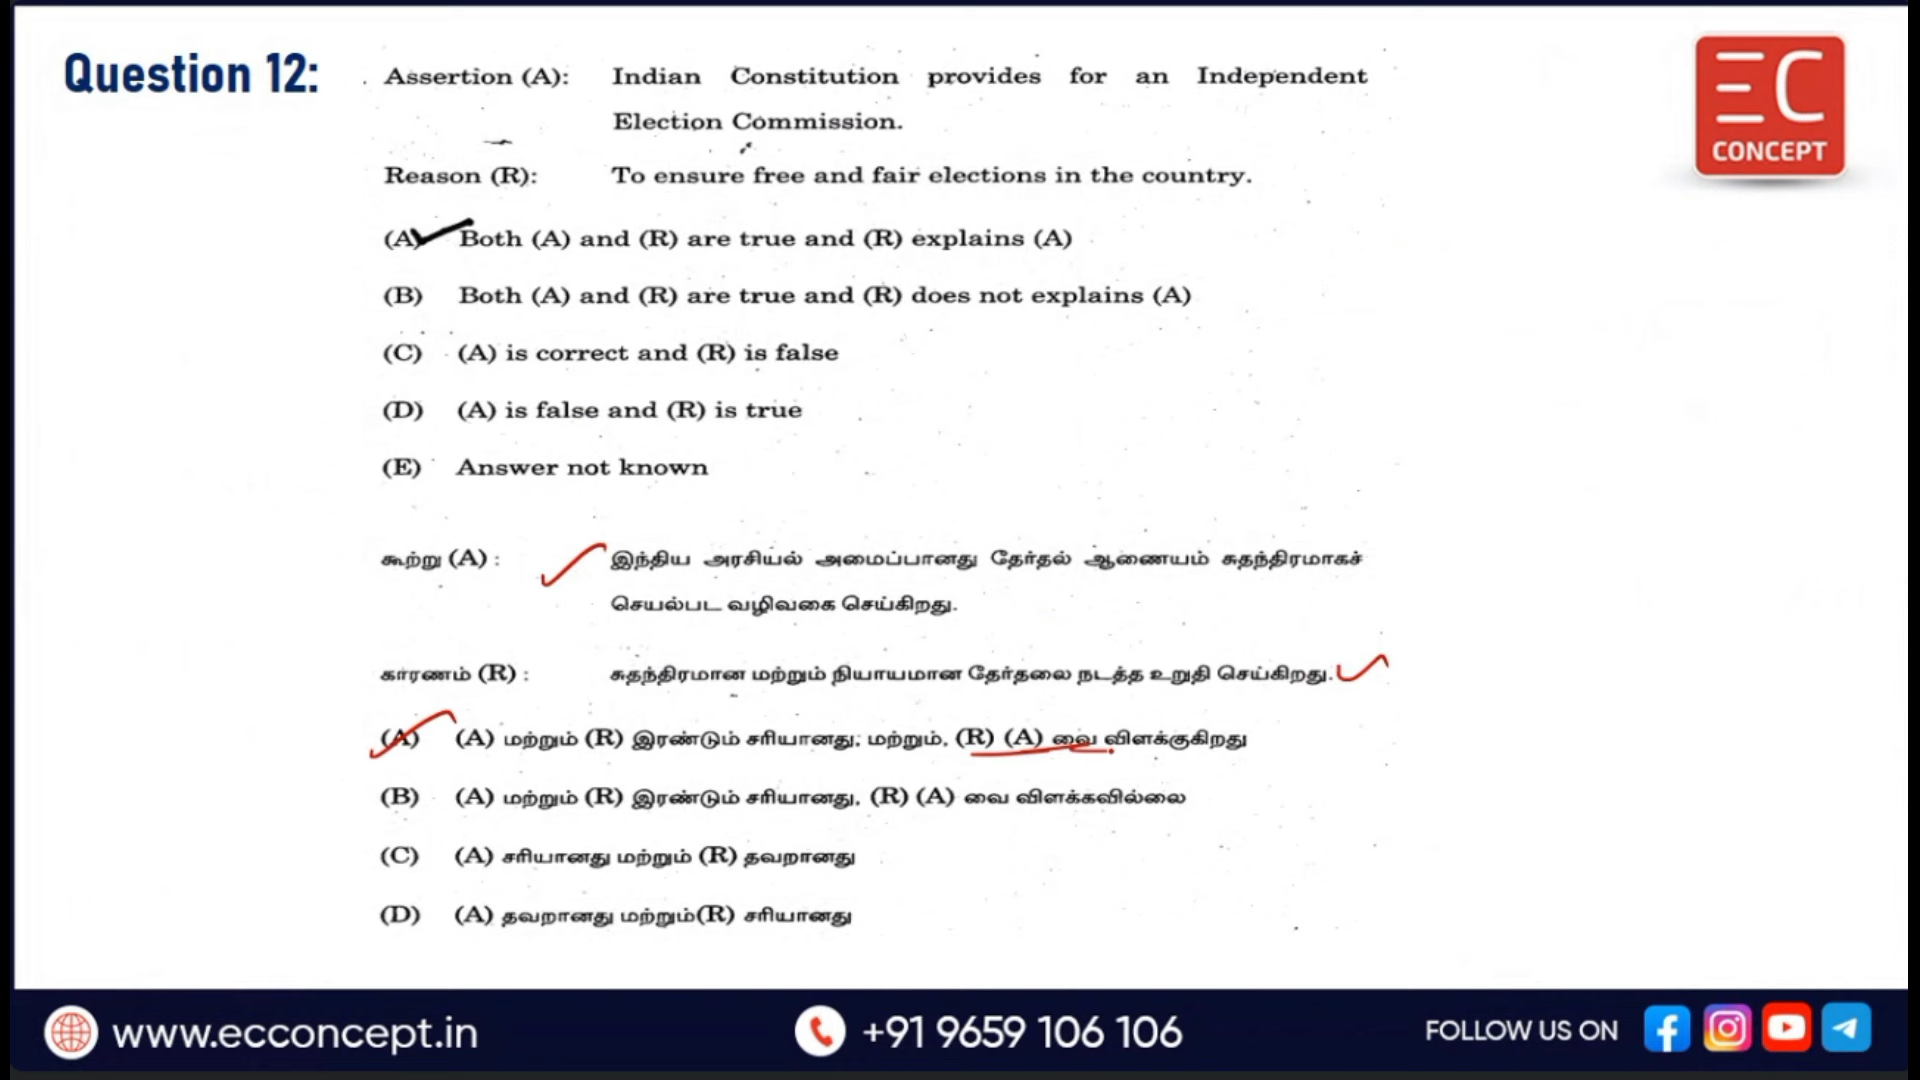 Question 12:
Assertion (A): Indian Constitution provides for an Independent
Election Commission.
Reason (R): To ensure free and fair elections in the country.
(A) Both (A) and (R) are true and (R) explains (A)
(B) Both (A) and (R) are true and (R) does not explains (A)
(C) (A) is correct and (R) is false
(D) (A) is false and (R) is true
(E) Answer not known
கூற்று (A) : இந்திய அரசியல் அமைப்பானது தேர்தல் ஆணையம் சுதந்திரமாகச்
செயல்பட வழிவகை செய்கிறது.
காரணம் (R) : சுதந்திரமான மற்றும் நியாயமான தேர்தலை நடத்த உறுதி செய்கிறது.
(A) (A) மற்றும் (R) இரண்டும் சரியானது; மற்றும், (R) (A) வை விளக்குகிறது
(B) (A) மற்றும் (R) இரண்டும் சரியானது, (R) (A) வை விளக்கவில்லை
(C) (A) சரியானது மற்றும் (R) தவறானது
(D) (A) தவறானது மற்றும்(R) சரியானது
EC
CONCEPT
www.ecconcept.in
+91 9659 106 106
FOLLOW US ON